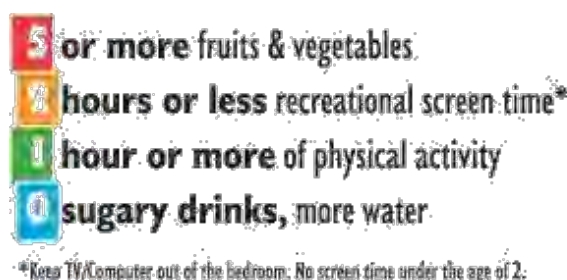 5 or more fruits & vegetables
hours or less recreational screen time*
1 hour or more of physical activity
sugary drinks, more water
*Keep TV/Computer out of the bedroom. No screen time under the age of 2.